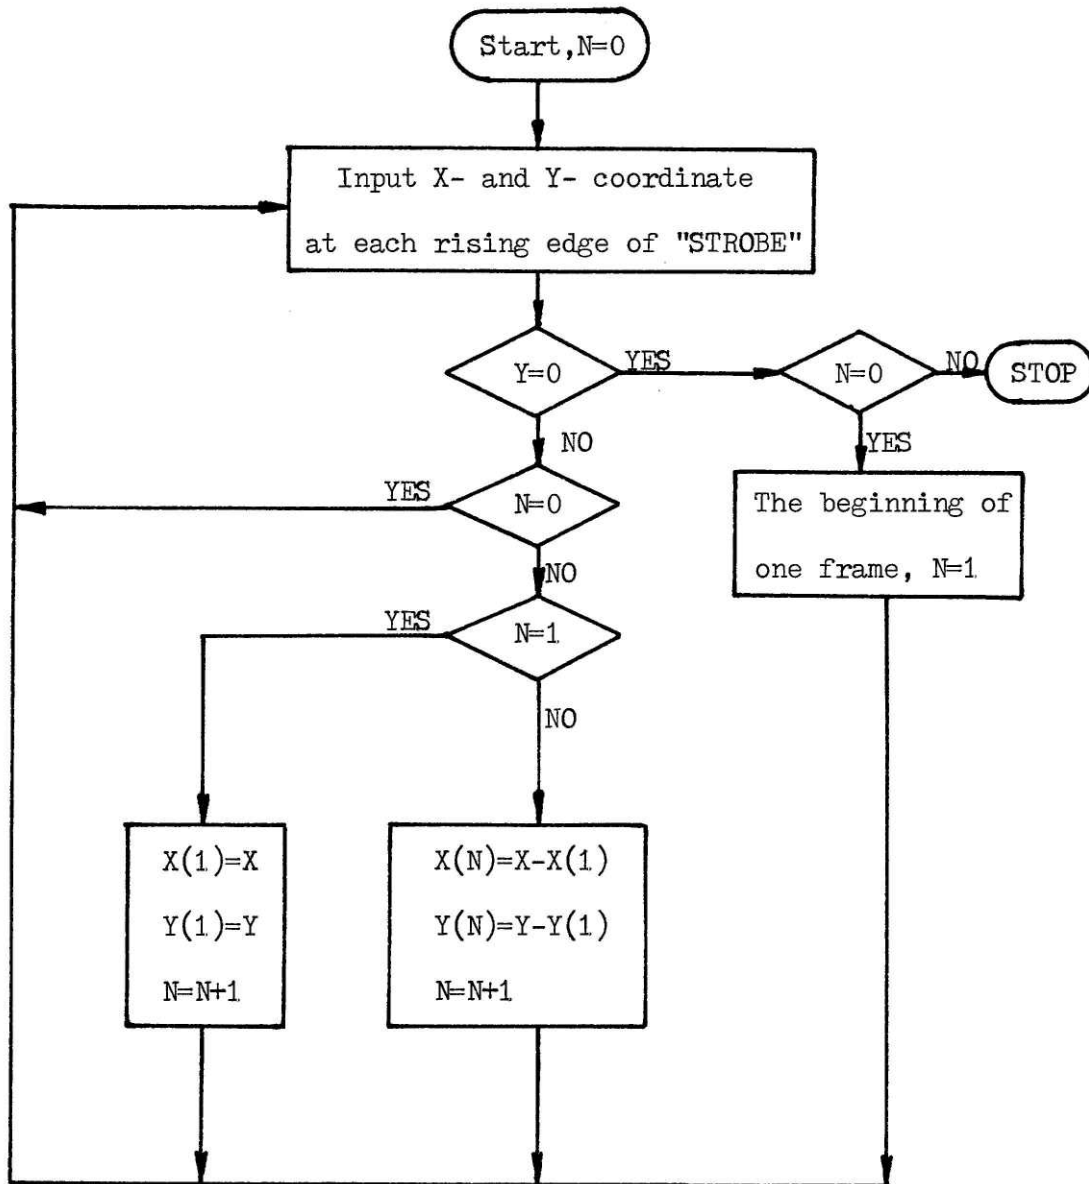 Start,N=0
Input X- and Y- coordinate
at each rising edge of "STROBE"
Y=0
YES
N=0
NO
STOP
NO
YES
YES
N=0
The beginning of
one frame, N=1
NO
YES
N=1
NO
X(1)=X
Y(1)=Y
N=N+1
X(N)=X-X(1)
Y(N)=Y-Y(1)
N=N+1